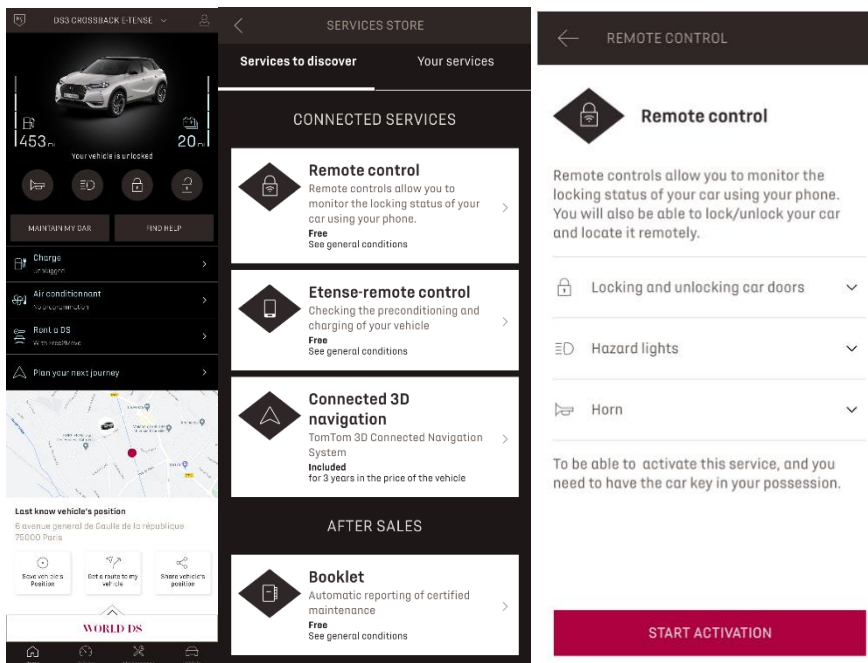 DS3 CROSSBACK E-TENSE
453
20
Your vehicle is unlocked
MAINTAIN MY CAR
FIND HELP
Charge
Unplugged
Air conditionnant
No programmation
Rent a DS
With Free2Move
Plan your next journey
Last know vehicle's position
6 avenue general de Gaulle de la république
75000 Paris
Save vehicle's
Position
Get a route to my
vehicle
Share vehicle's
position
WORLD DS
SERVICES STORE
Services to discover
Your services
CONNECTED SERVICES
Remote control
Remote controls allow you to
monitor the locking status of your
car using your phone.
Free
See general conditions
Etense-remote control
Checking the preconditioning and
charging of your vehicle
Free
See general conditions
Connected 3D
navigation
TomTom 3D Connected Navigation
System
Included
for 3 years in the price of the vehicle
AFTER SALES
Booklet
Automatic reporting of certified
maintenance
Free
See general conditions
REMOTE CONTROL
Remote control
Remote controls allow you to monitor the
locking status of your car using your phone.
You will also be able to lock/unlock your car
and locate it remotely.
Locking and unlocking car doors
Hazard lights
Horn
To be able to activate this service, and you
need to have the car key in your possession.
START ACTIVATION